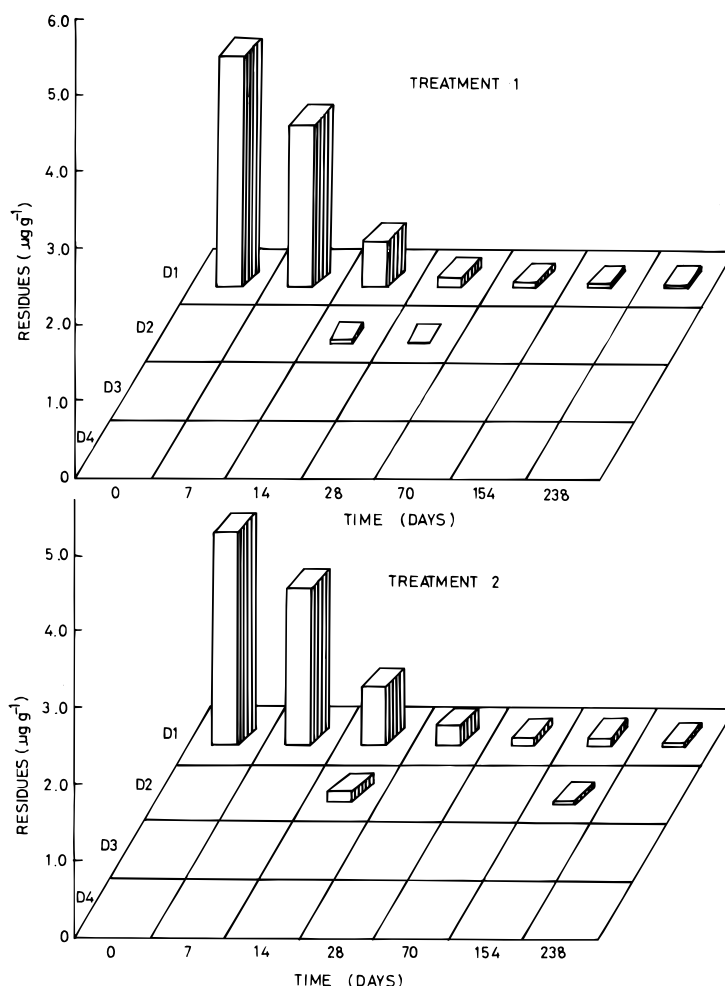 6.0
TREATMENT 1
5.0
4.0
RESIDUES (µg g⁻¹)
3.0
D1
D2
2.0
D3
1.0
D4
0
0 7 14 28 70 154 238
TIME (DAYS)
5.0
TREATMENT 2
4.0
RESIDUES (µg g⁻¹)
3.0
D1
2.0
D2
D3
1.0
D4
0
0 7 14 28 70 154 238
TIME (DAYS)